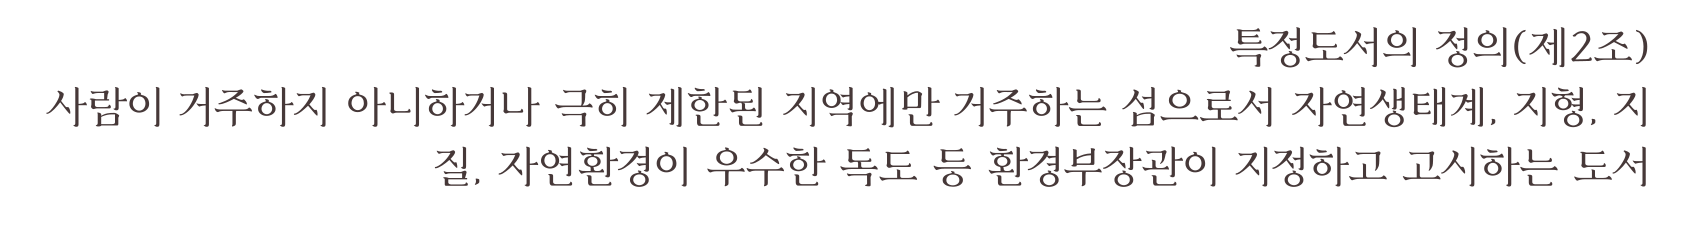 특정도서의 정의(제2조)
사람이 거주하지 아니하거나 극히 제한된 지역에만 거주하는 섬으로서 자연생태계, 지형, 지
질, 자연환경이 우수한 독도 등 환경부장관이 지정하고 고시하는 도서